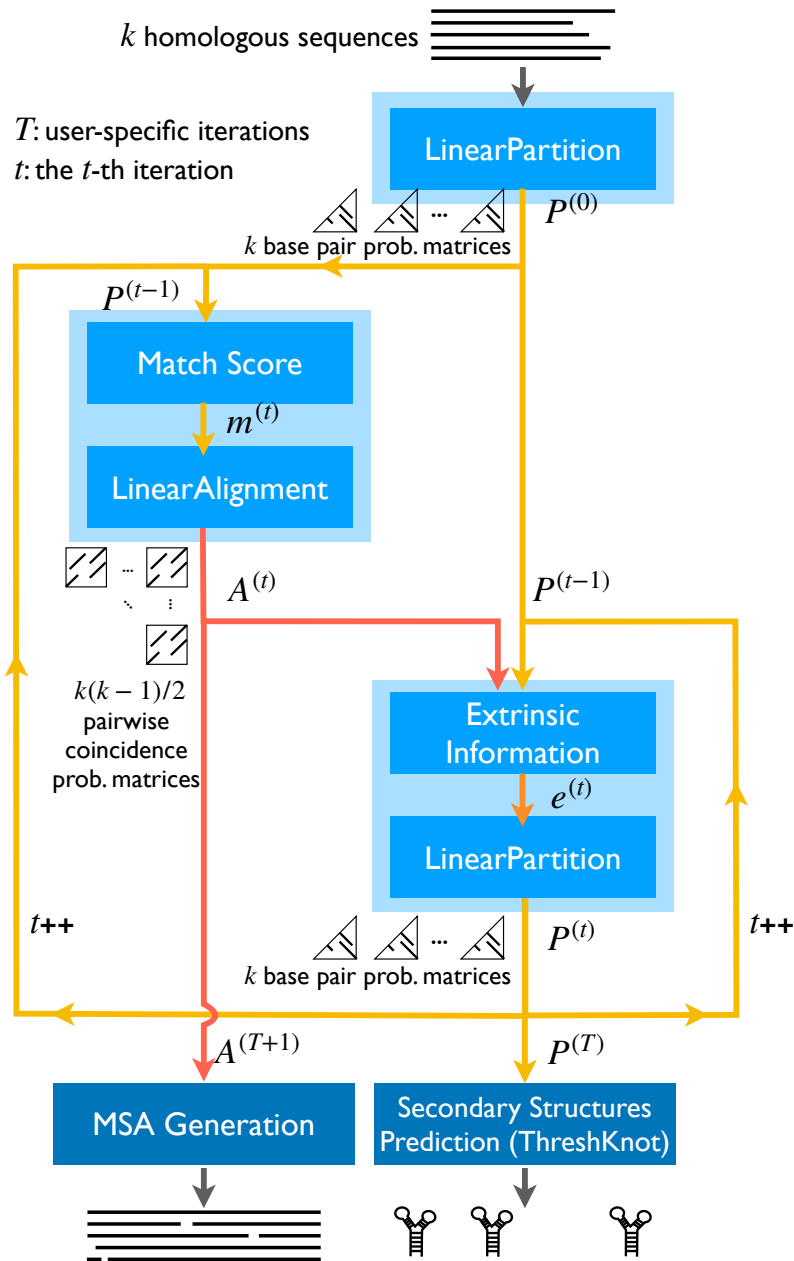 k homologous sequences
T: user-specific iterations
t: the t-th iteration
LinearPartition
P^(0)
...
k base pair prob. matrices
P^(t−1)
Match Score
m^(t)
LinearAlignment
...
A^(t)
P^(t−1)
k(k − 1)/2
pairwise
coincidence
prob. matrices
Extrinsic
Information
e^(t)
LinearPartition
t++
t++
...
P^(t)
k base pair prob. matrices
A^(T+1)
P^(T)
MSA Generation
Secondary Structures
Prediction (ThreshKnot)